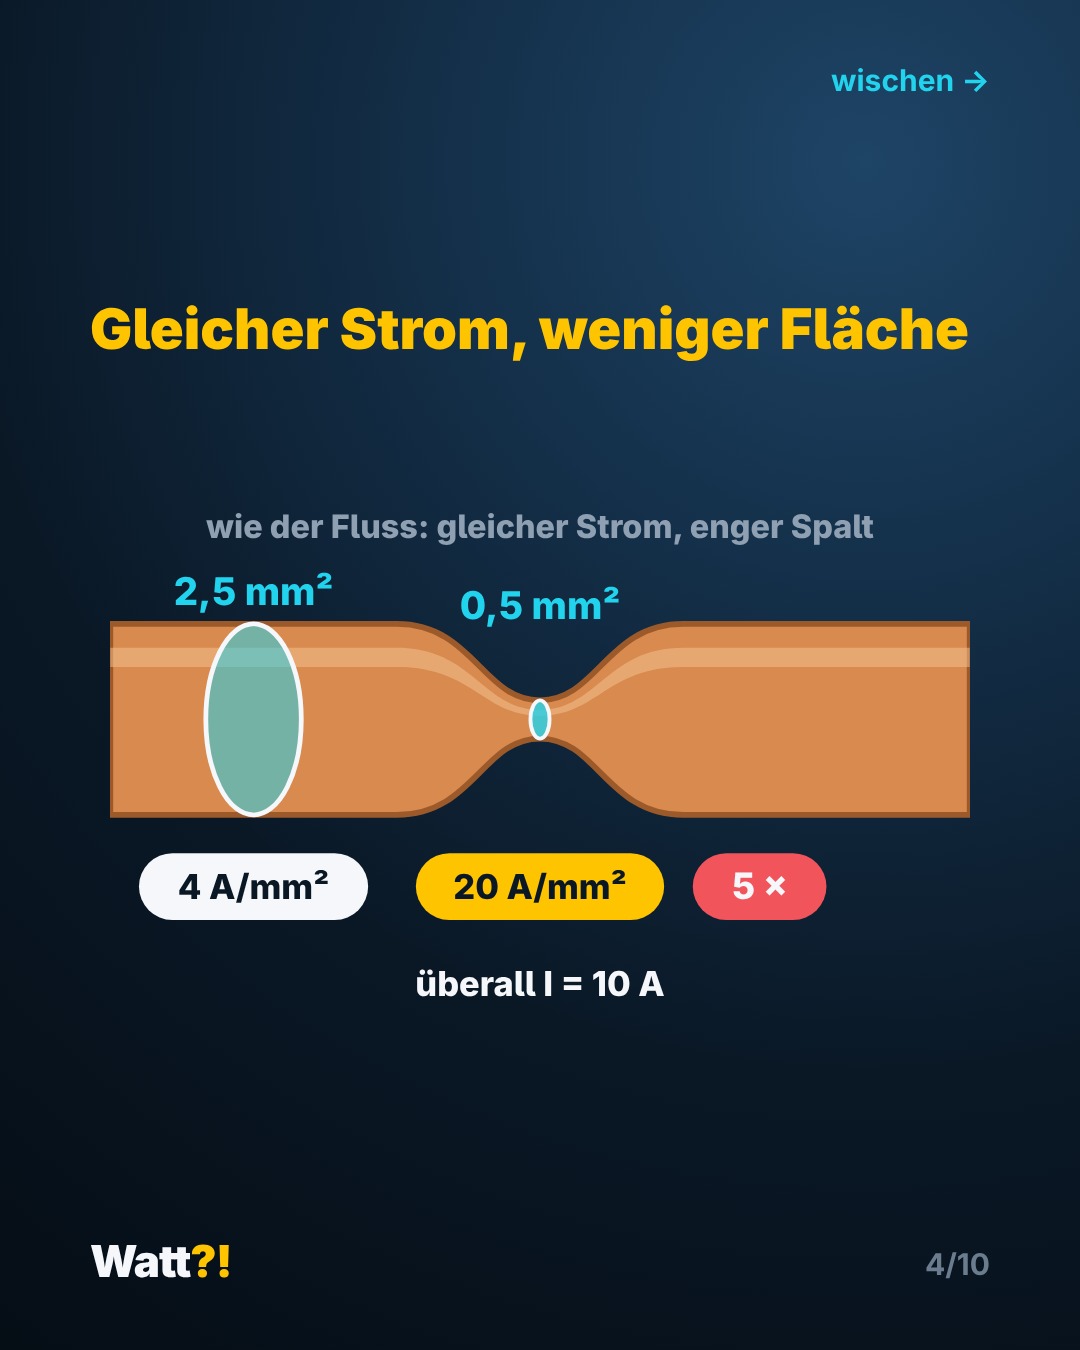 wischen →
Gleicher Strom, weniger Fläche
wie der Fluss: gleicher Strom, enger Spalt
2,5 mm²
0,5 mm²
4 A/mm²
20 A/mm²
5 ×
überall I = 10 A
Watt?!
4/10